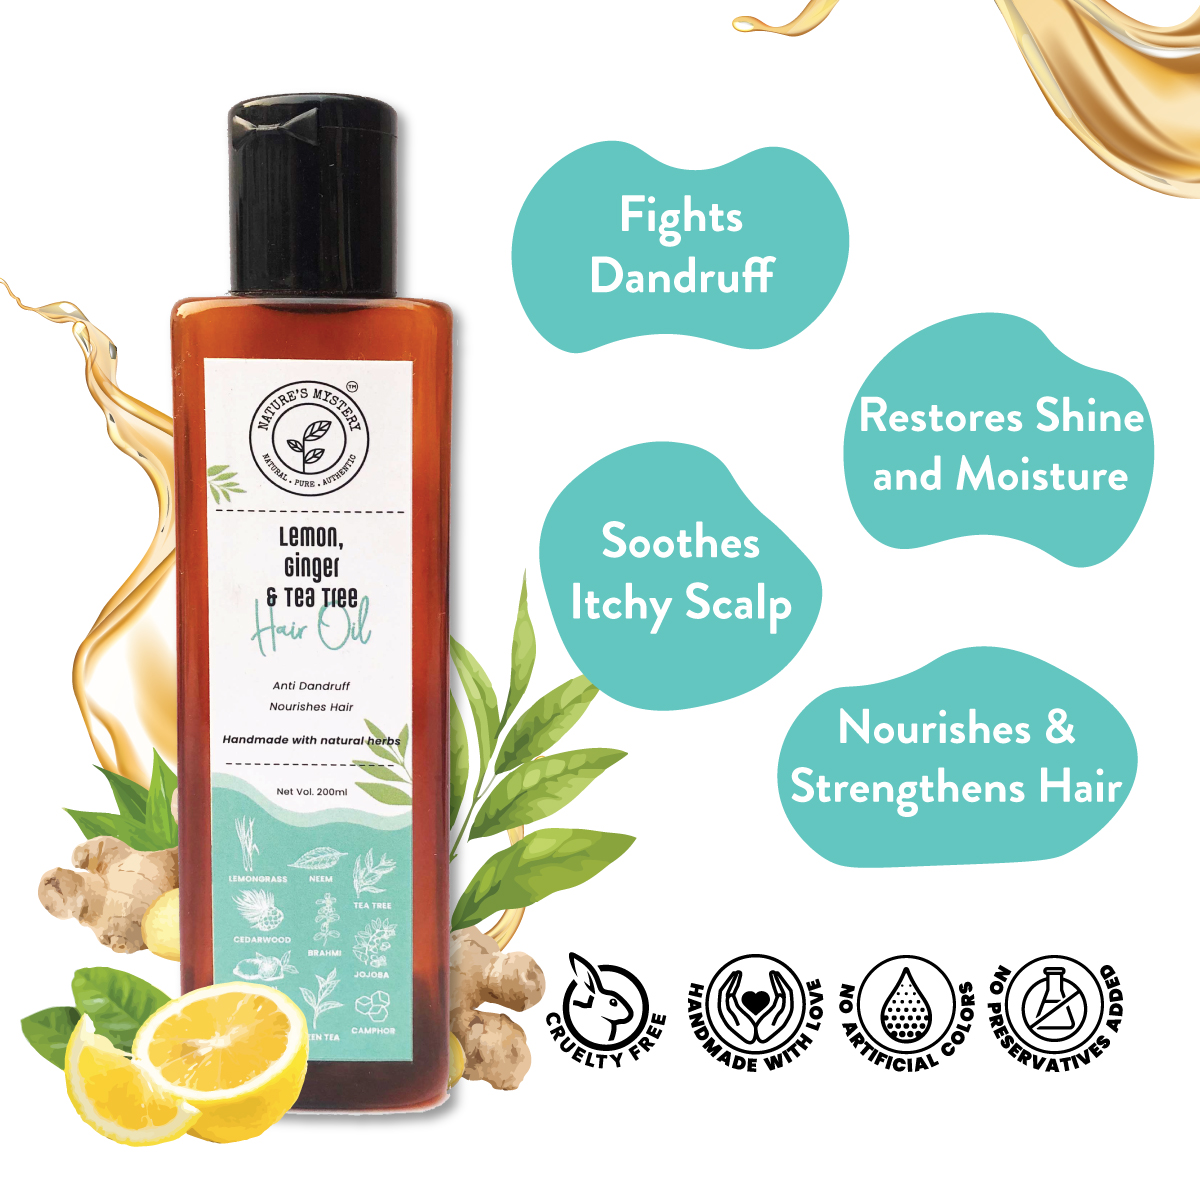 NATURE'S MYSTERY
TM
NATURAL . PURE . AUTHENTIC
Lemon,
Ginger
& Tea Tree
Hair Oil
Anti Dandruff
Nourishes Hair
Handmade with natural herbs
Net Vol. 200ml
LEMONGRASS
NEEM
TEA TREE
CEDARWOOD
BRAHMI
JOJOBA
CAMPHOR
TEA
Fights
Dandruff
Restores Shine
and Moisture
Soothes
Itchy Scalp
Nourishes &
Strengthens Hair
CRUELTY FREE
HANDMADE WITH LOVE
NO ARTIFICIAL COLORS
NO PRESERVATIVES ADDED